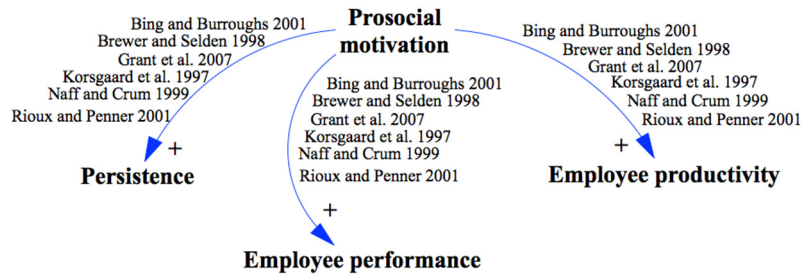 Prosocial
motivation
Bing and Burroughs 2001
Brewer and Selden 1998
Grant et al. 2007
Korsgaard et al. 1997
Naff and Crum 1999
Rioux and Penner 2001
+
Persistence
Bing and Burroughs 2001
Brewer and Selden 1998
Grant et al. 2007
Korsgaard et al. 1997
Naff and Crum 1999
Rioux and Penner 2001
+
Employee performance
Bing and Burroughs 2001
Brewer and Selden 1998
Grant et al. 2007
Korsgaard et al. 1997
Naff and Crum 1999
Rioux and Penner 2001
+
Employee productivity